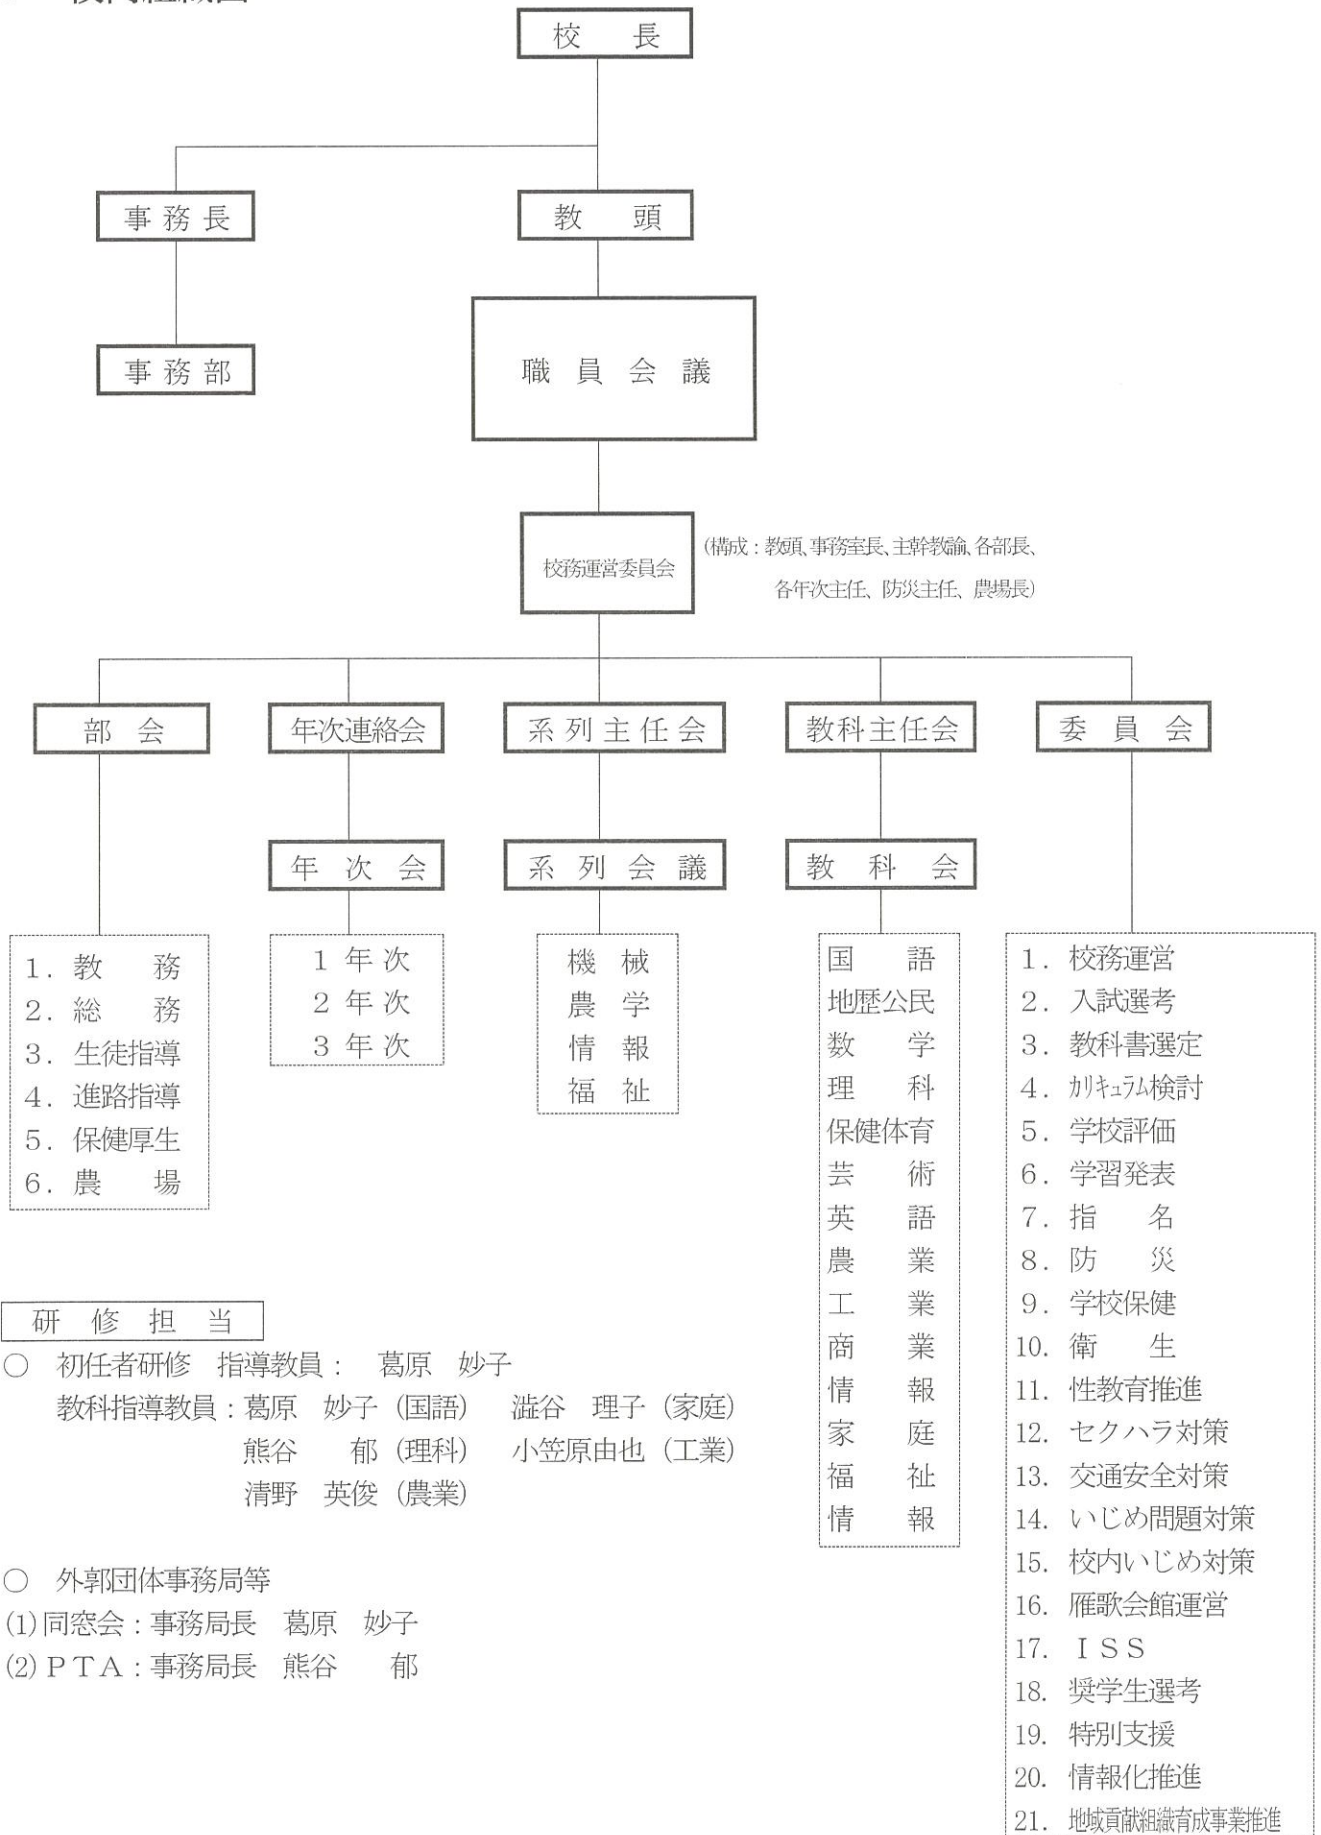 校　長
事 務 長
教　頭
事 務 部
職 員 会 議
校務運営委員会
(構成：教頭、事務室長、主幹教諭、各部長、
各年次主任、防災主任、農場長)
部　会
年次連絡会
系 列 主 任 会
教科主任会
委　員　会
年　次　会
系 列 会 議
教　科　会
1．教　務
2．総　務
3．生徒指導
4．進路指導
5．保健厚生
6．農　場
1 年 次
2 年 次
3 年 次
機　械
農　学
情　報
福　祉
国　語
地歴公民
数　学
理　科
保健体育
芸　術
英　語
農　業
工　業
商　業
情　報
家　庭
福　祉
情　報
1．校務運営
2．入試選考
3．教科書選定
4．カリキュラム検討
5．学校評価
6．学習発表
7．指　名
8．防　災
9．学校保健
10．衛　生
11．性教育推進
12．セクハラ対策
13．交通安全対策
14．いじめ問題対策
15．校内いじめ対策
16．雁歌会館運営
17．ＩＳＳ
18．奨学生選考
19．特別支援
20．情報化推進
21．地域貢献組織育成事業推進
研　修　担　当
○　初任者研修　指導教員：　葛原　妙子
教科指導教員：葛原　妙子（国語）　澁谷　理子（家庭）
熊谷　　郁（理科）　小笠原由也（工業）
清野　英俊（農業）
○　外郭団体事務局等
(1)同窓会：事務局長　葛原　妙子
(2)ＰＴＡ：事務局長　熊谷　　郁